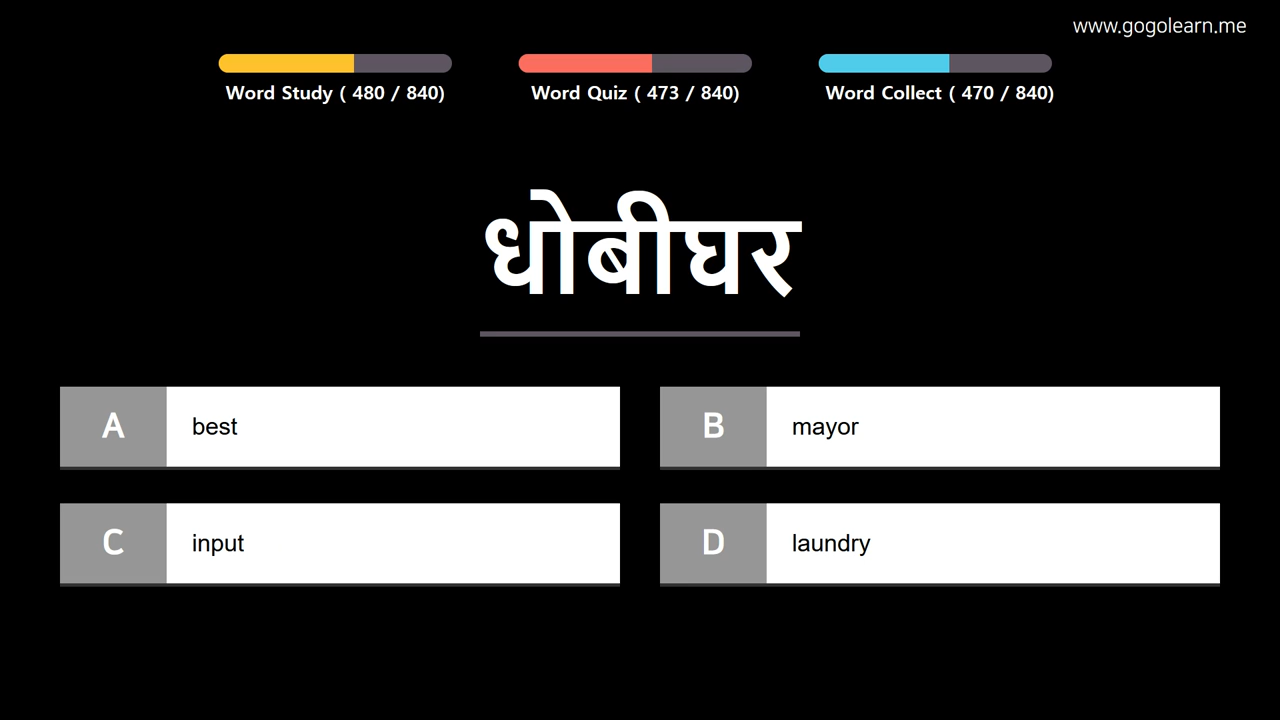 www.gogolearn.me
Word Study ( 480 / 840)
Word Quiz ( 473 / 840)
Word Collect ( 470 / 840)
धोबीघर
A best
B mayor
C input
D laundry